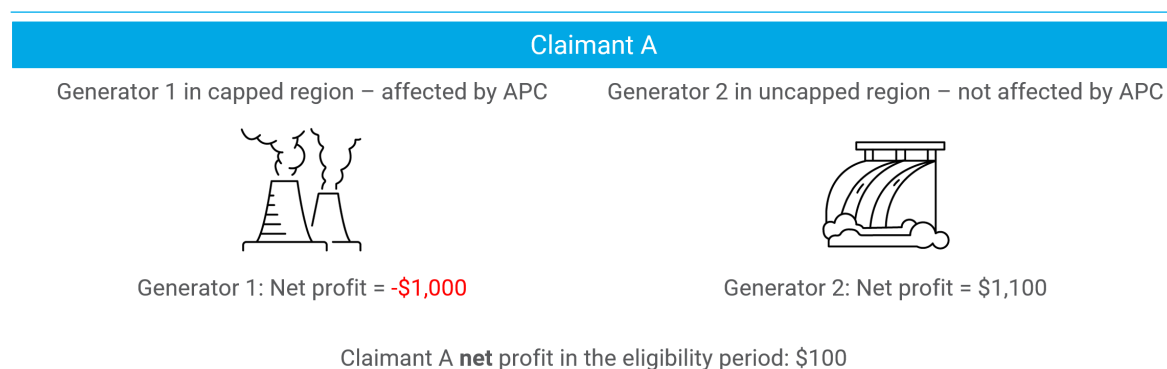 Claimant A
Generator 1 in capped region – affected by APC
Generator 2 in uncapped region – not affected by APC
Generator 1: Net profit = -$1,000
Generator 2: Net profit = $1,100
Claimant A net profit in the eligibility period: $100